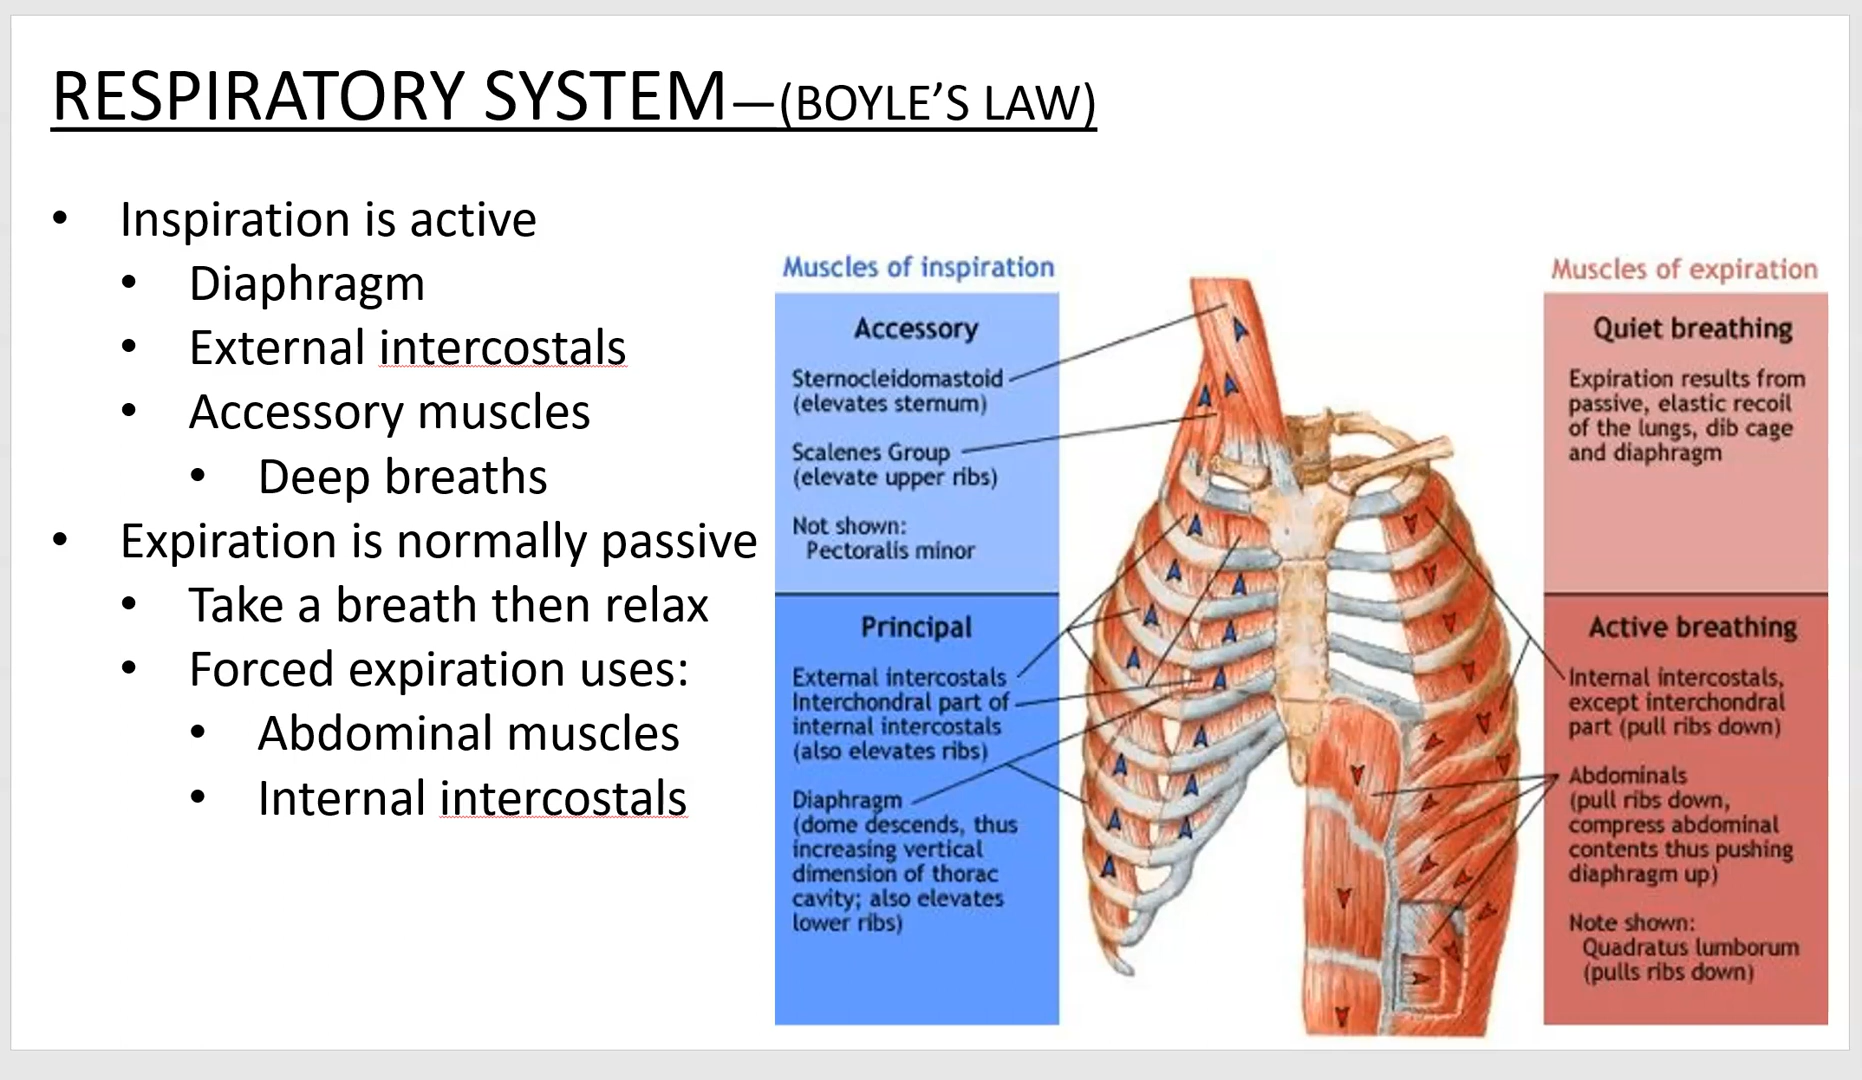 RESPIRATORY SYSTEM—(BOYLE’S LAW)
• Inspiration is active
• Diaphragm
• External intercostals
• Accessory muscles
• Deep breaths
• Expiration is normally passive
• Take a breath then relax
• Forced expiration uses:
• Abdominal muscles
• Internal intercostals
Muscles of inspiration
Accessory
Sternocleidomastoid
(elevates sternum)
Scalenes Group
(elevate upper ribs)
Not shown:
Pectoralis minor
Principal
External intercostals
Interchondral part of
internal intercostals
(also elevates ribs)
Diaphragm
(dome descends, thus
increasing vertical
dimension of thorac
cavity; also elevates
lower ribs)
Muscles of expiration
Quiet breathing
Expiration results from
passive, elastic recoil
of the lungs, dib cage
and diaphragm
Active breathing
Internal intercostals,
except interchondral
part (pull ribs down)
Abdominals
(pull ribs down,
compress abdominal
contents thus pushing
diaphragm up)
Note shown:
Quadratus lumborum
(pulls ribs down)